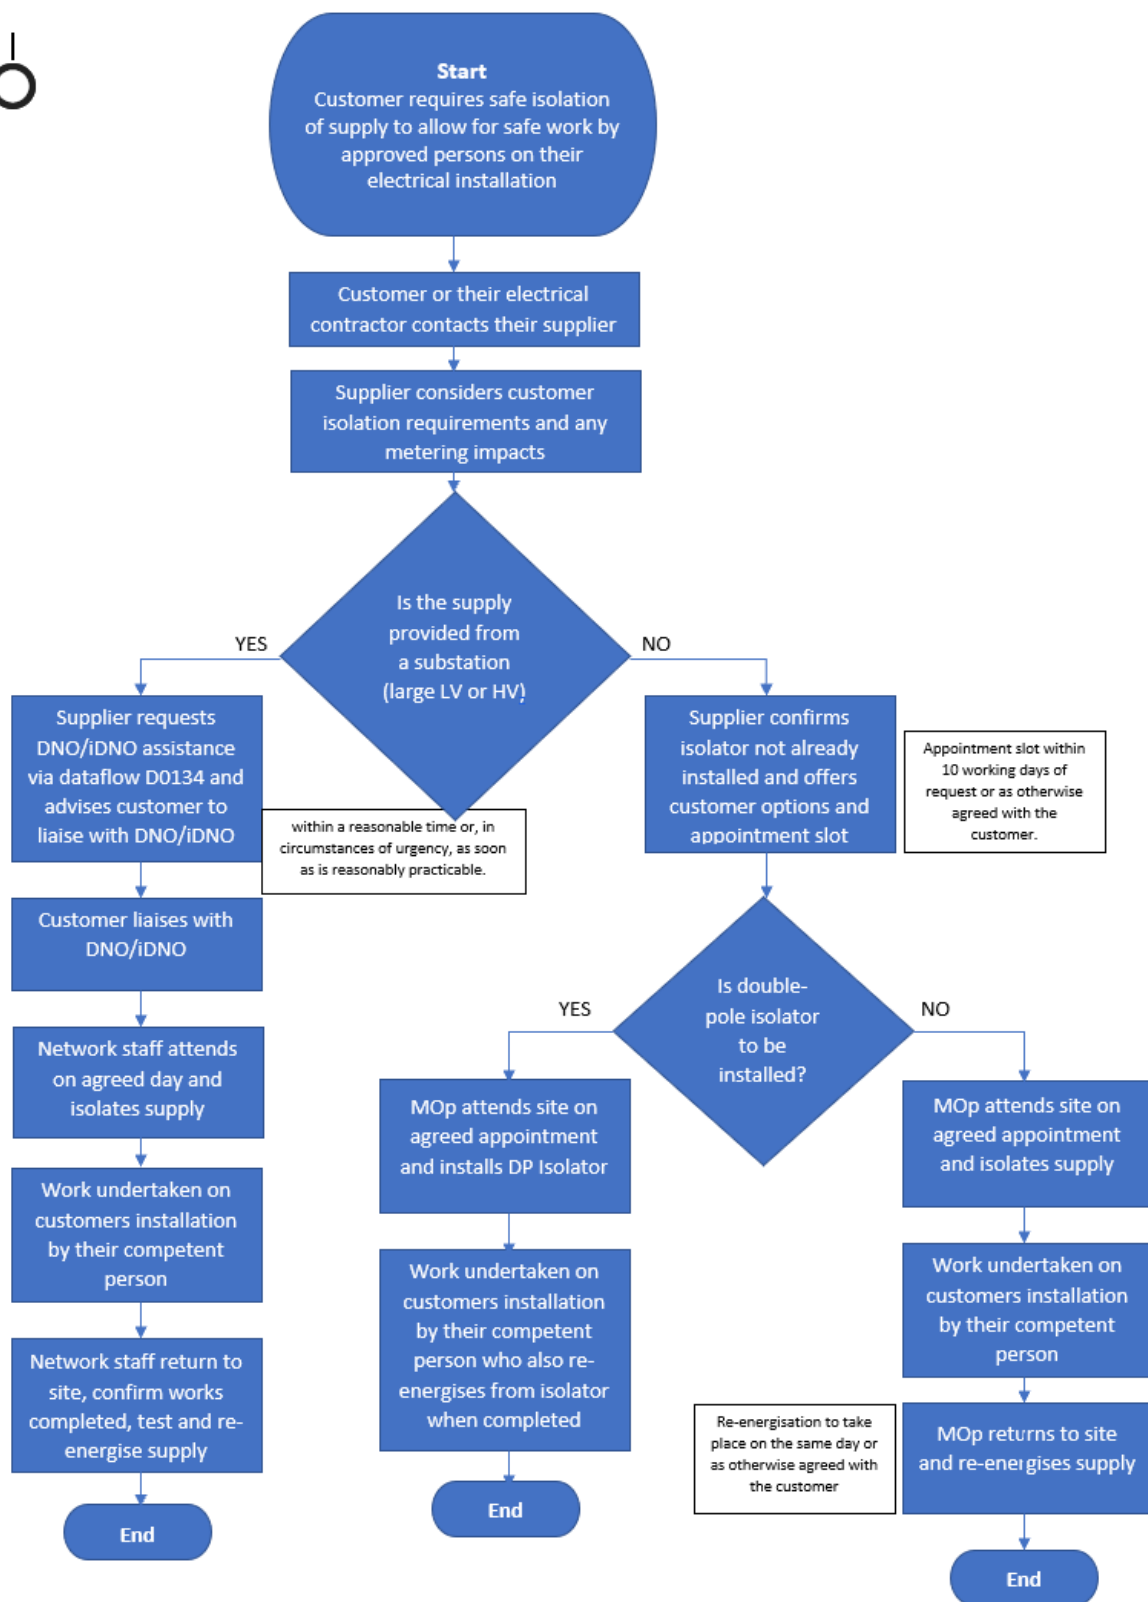 Start
Customer requires safe isolation
of supply to allow for safe work by
approved persons on their
electrical installation
Customer or their electrical
contractor contacts their supplier
Supplier considers customer
isolation requirements and any
metering impacts
Is the supply
provided from
a substation
(large LV or HV)
YES
NO
Supplier requests
DNO/iDNO assistance
via dataflow D0134 and
advises customer to
liaise with DNO/iDNO
within a reasonable time or, in
circumstances of urgency, as soon
as is reasonably practicable.
Supplier confirms
isolator not already
installed and offers
customer options and
appointment slot
Appointment slot within
10 working days of
request or as otherwise
agreed with the
customer.
Customer liaises with
DNO/iDNO
Network staff attends
on agreed day and
isolates supply
Work undertaken on
customers installation
by their competent
person
Network staff return to
site, confirm works
completed, test and re-
energise supply
End
Is double-
pole isolator
to be
installed?
YES
NO
MOp attends site on
agreed appointment
and installs DP Isolator
Work undertaken on
customers installation
by their competent
person who also re-
energises from isolator
when completed
End
MOp attends site on
agreed appointment
and isolates supply
Work undertaken on
customers installation
by their competent
person
Re-energisation to take
place on the same day or
as otherwise agreed with
the customer
MOp returns to site
and re-energises supply
End